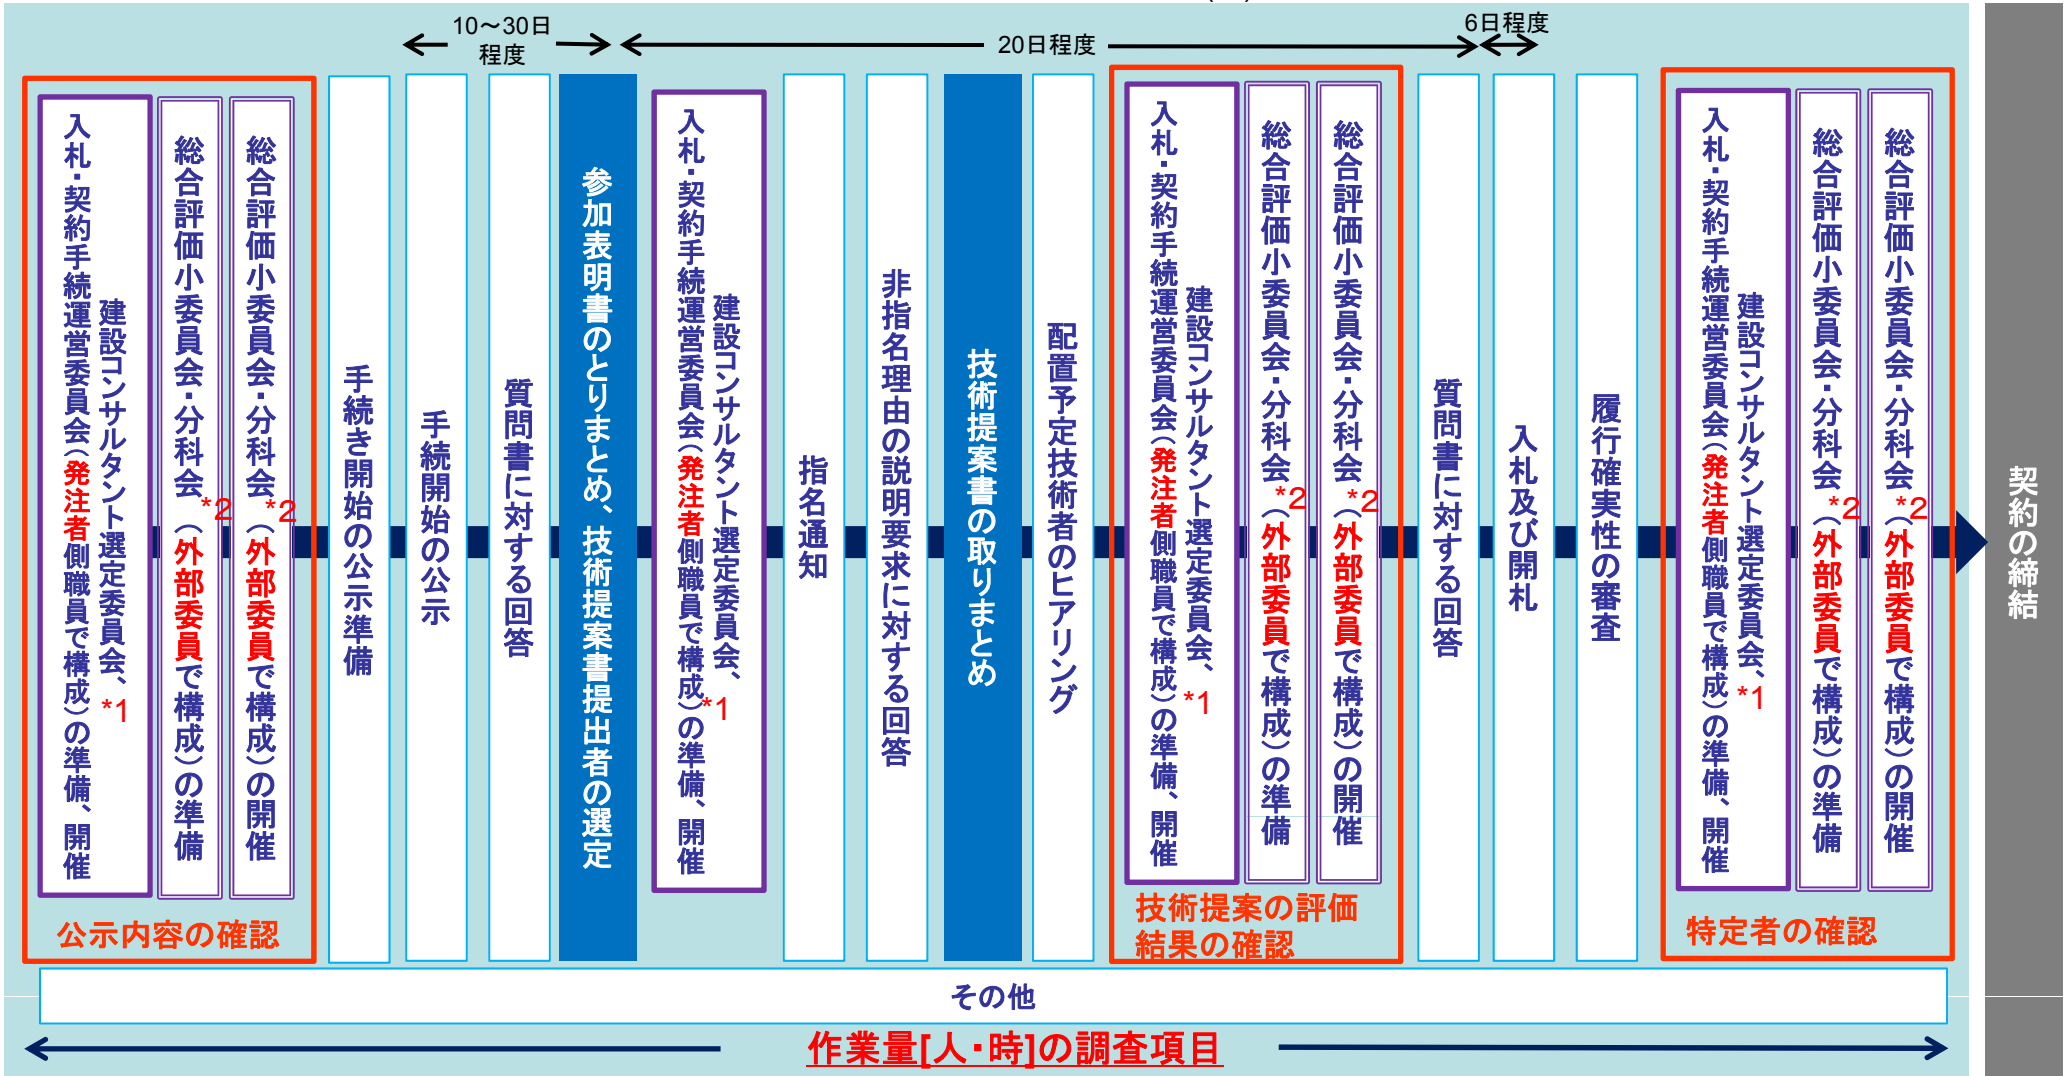 10～30日
程度
20日程度
6日程度
建設コンサルタント選定委員会、
入札・契約手続運営委員会（発注者側職員で構成）の準備、開催
*1
総合評価小委員会・分科会*2（外部委員で構成）の準備
総合評価小委員会・分科会*2（外部委員で構成）の開催
公示内容の確認
手続き開始の公示準備
手続開始の公示
質問書に対する回答
参加表明書のとりまとめ、技術提案書提出者の選定
建設コンサルタント選定委員会、
入札・契約手続運営委員会（発注者側職員で構成）の準備、開催
*1
指名通知
非指名理由の説明要求に対する回答
技術提案書の取りまとめ
配置予定技術者のヒアリング
建設コンサルタント選定委員会、
入札・契約手続運営委員会（発注者側職員で構成）の準備、開催
*1
総合評価小委員会・分科会*2（外部委員で構成）の準備
総合評価小委員会・分科会*2（外部委員で構成）の開催
技術提案の評価
結果の確認
質問書に対する回答
入札及び開札
履行確実性の審査
建設コンサルタント選定委員会、
入札・契約手続運営委員会（発注者側職員で構成）の準備、開催
*1
総合評価小委員会・分科会*2（外部委員で構成）の準備
総合評価小委員会・分科会*2（外部委員で構成）の開催
特定者の確認
契約の締結
その他
作業量[人・時]の調査項目